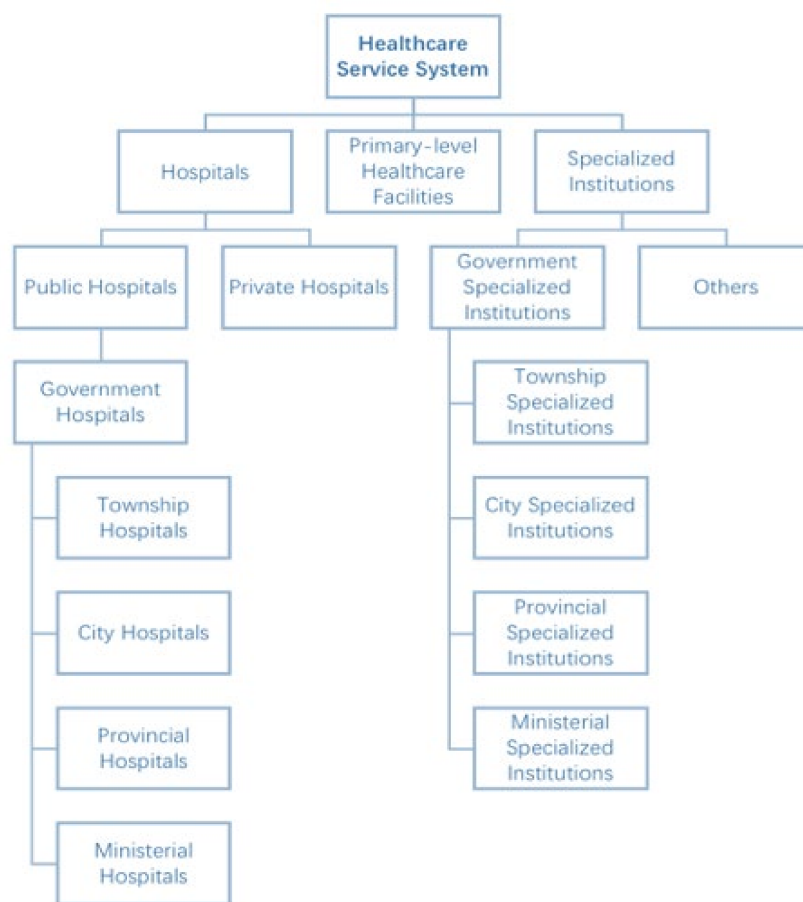 Healthcare
Service System
Hospitals
Primary-level
Healthcare
Facilities
Specialized
Institutions
Public Hospitals
Private Hospitals
Government
Specialized
Institutions
Others
Government
Hospitals
Township
Hospitals
City Hospitals
Provincial
Hospitals
Ministerial
Hospitals
Township
Specialized
Institutions
City Specialized
Institutions
Provincial
Specialized
Institutions
Ministerial
Specialized
Institutions